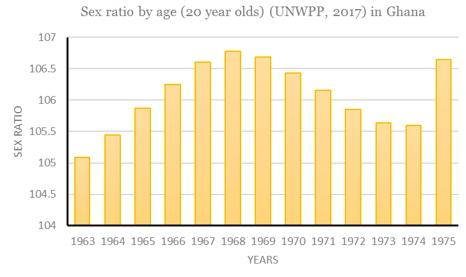 Sex ratio by age (20 year olds) (UNWPP, 2017) in Ghana
107
106.5
106
105.5
105
104.5
104
SEX RATIO
1963 1964 1965 1966 1967 1968 1969 1970 1971 1972 1973 1974 1975
YEARS